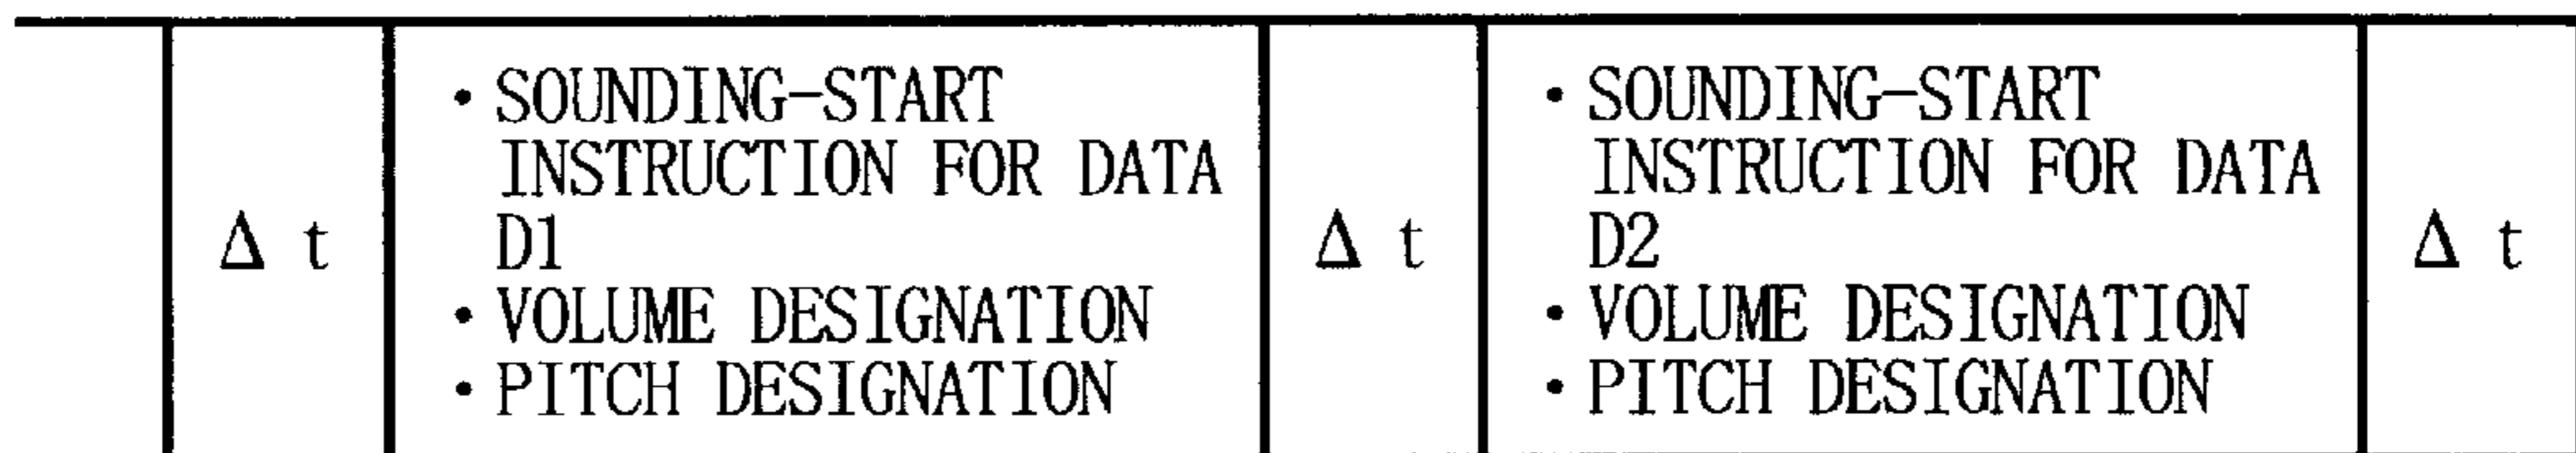 Δ t
• SOUNDING-START
INSTRUCTION FOR DATA
D1
• VOLUME DESIGNATION
• PITCH DESIGNATION
Δ t
• SOUNDING-START
INSTRUCTION FOR DATA
D2
• VOLUME DESIGNATION
• PITCH DESIGNATION
Δ t